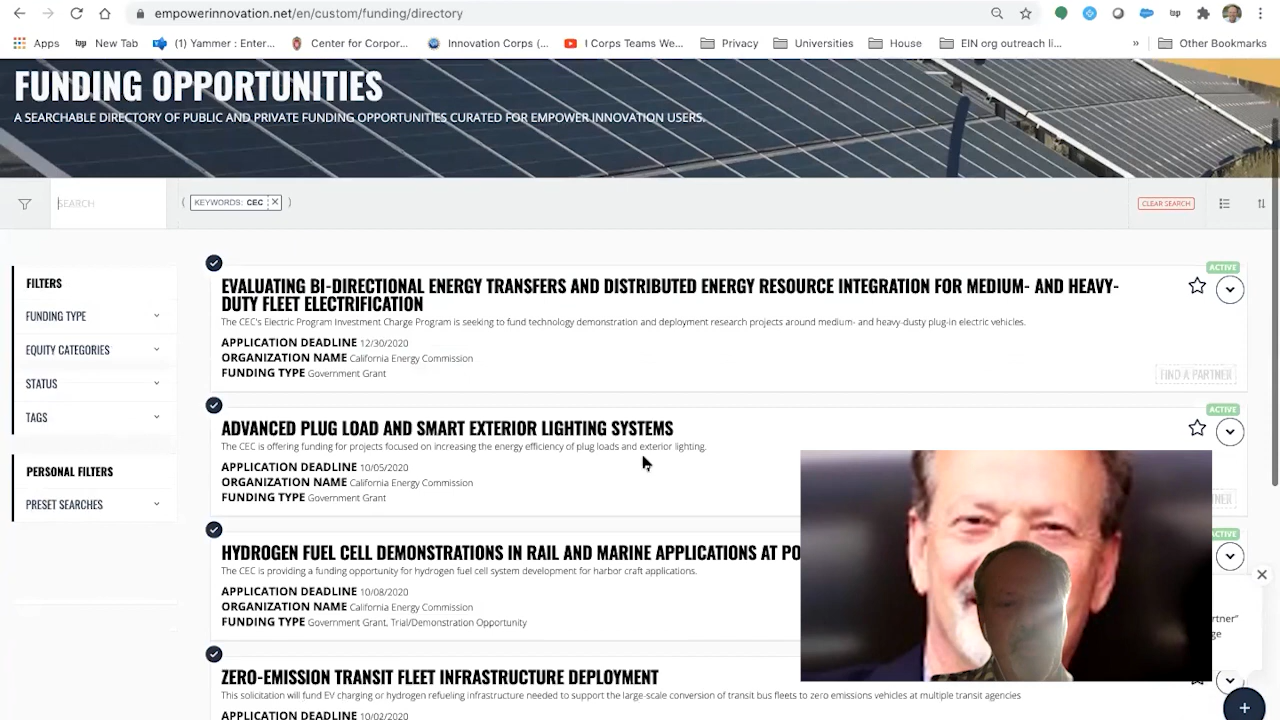 empowerinnovation.net/en/custom/funding/directory
Apps New Tab (1) Yammer : Enter... Center for Corpor... Innovation Corps (... I Corps Teams We... Privacy Universities House EIN org outreach li... » Other Bookmarks
FUNDING OPPORTUNITIES
A SEARCHABLE DIRECTORY OF PUBLIC AND PRIVATE FUNDING OPPORTUNITIES CURATED FOR EMPOWER INNOVATION USERS.
SEARCH ( KEYWORDS: CEC ✕ ) CLEAR SEARCH
FILTERS
FUNDING TYPE
EQUITY CATEGORIES
STATUS
TAGS
PERSONAL FILTERS
PRESET SEARCHES
ACTIVE
EVALUATING BI-DIRECTIONAL ENERGY TRANSFERS AND DISTRIBUTED ENERGY RESOURCE INTEGRATION FOR MEDIUM- AND HEAVY-
DUTY FLEET ELECTRIFICATION
The CEC's Electric Program Investment Charge Program is seeking to fund technology demonstration and deployment research projects around medium- and heavy-dusty plug-in electric vehicles.
APPLICATION DEADLINE 12/30/2020
ORGANIZATION NAME California Energy Commission
FUNDING TYPE Government Grant
FIND A PARTNER
ACTIVE
ADVANCED PLUG LOAD AND SMART EXTERIOR LIGHTING SYSTEMS
The CEC is offering funding for projects focused on increasing the energy efficiency of plug loads and exterior lighting.
APPLICATION DEADLINE 10/05/2020
ORGANIZATION NAME California Energy Commission
FUNDING TYPE Government Grant
TNER
ACTIVE
HYDROGEN FUEL CELL DEMONSTRATIONS IN RAIL AND MARINE APPLICATIONS AT PO
The CEC is providing a funding opportunity for hydrogen fuel cell system development for harbor craft applications.
APPLICATION DEADLINE 10/08/2020
ORGANIZATION NAME California Energy Commission
FUNDING TYPE Government Grant, Trial/Demonstration Opportunity
rtner"
ge
ZERO-EMISSION TRANSIT FLEET INFRASTRUCTURE DEPLOYMENT
This solicitation will fund EV charging or hydrogen refueling infrastructure needed to support the large-scale conversion of transit bus fleets to zero emissions vehicles at multiple transit agencies
APPLICATION DEADLINE 10/02/2020